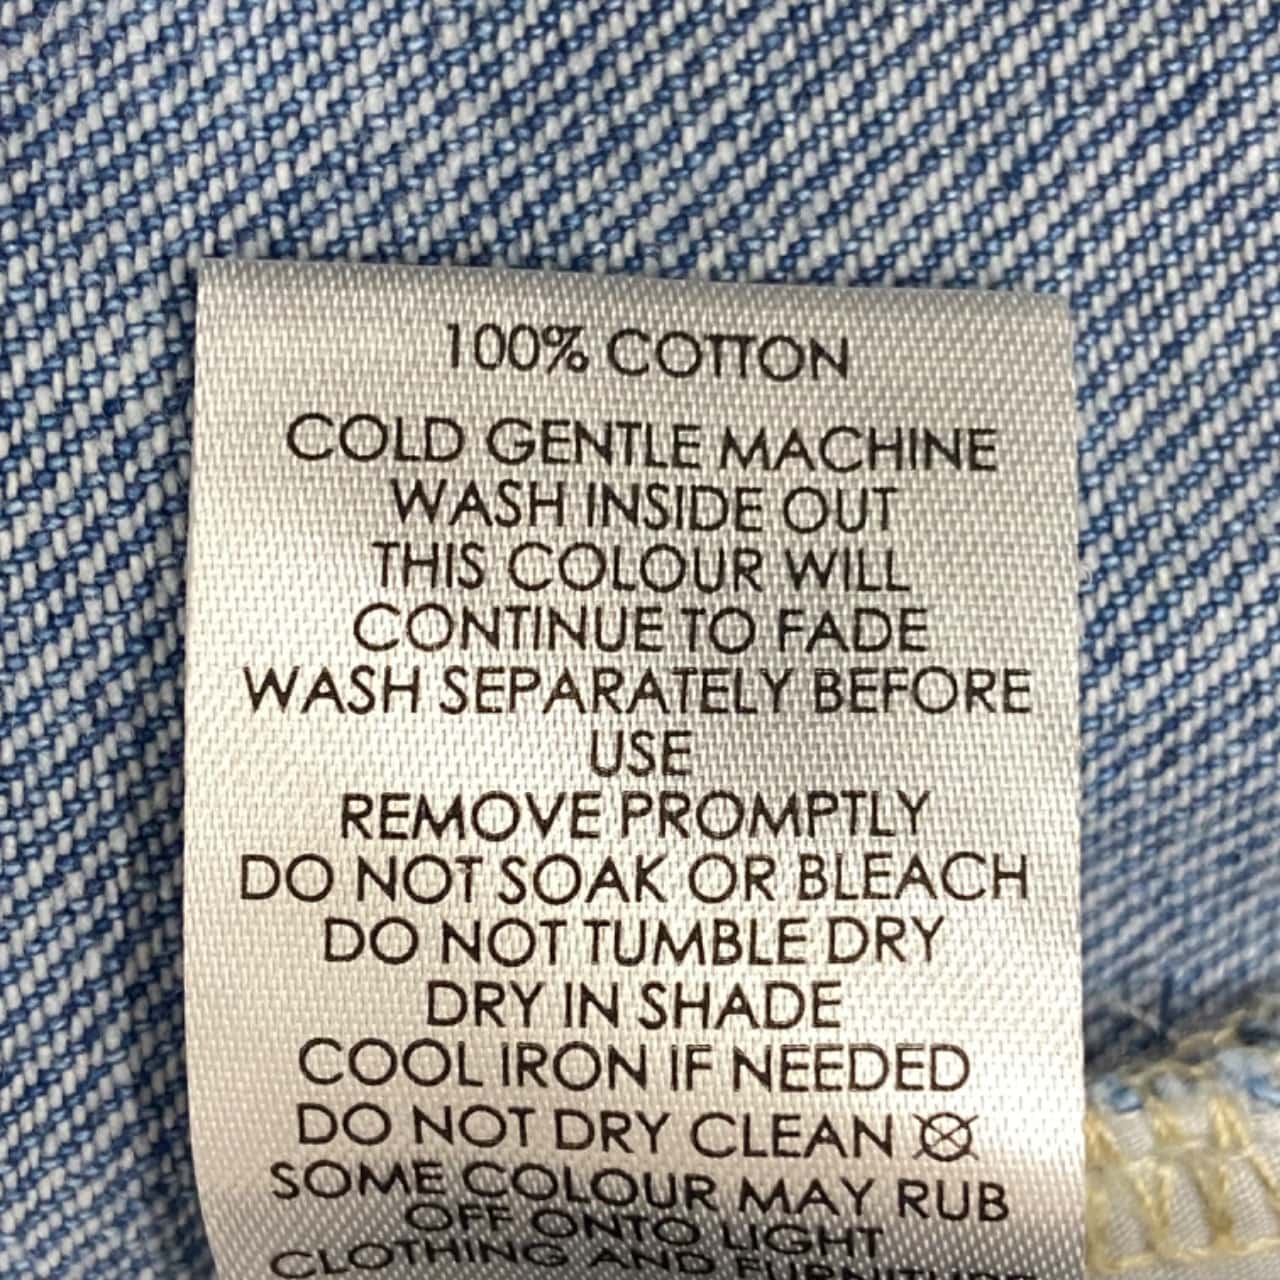 100% COTTON
COLD GENTLE MACHINE
WASH INSIDE OUT
THIS COLOUR WILL
CONTINUE TO FADE
WASH SEPARATELY BEFORE
USE
REMOVE PROMPTLY
DO NOT SOAK OR BLEACH
DO NOT TUMBLE DRY
DRY IN SHADE
COOL IRON IF NEEDED
DO NOT DRY CLEAN
SOME COLOUR MAY RUB
OFF ONTO LIGHT
CLOTHING AND